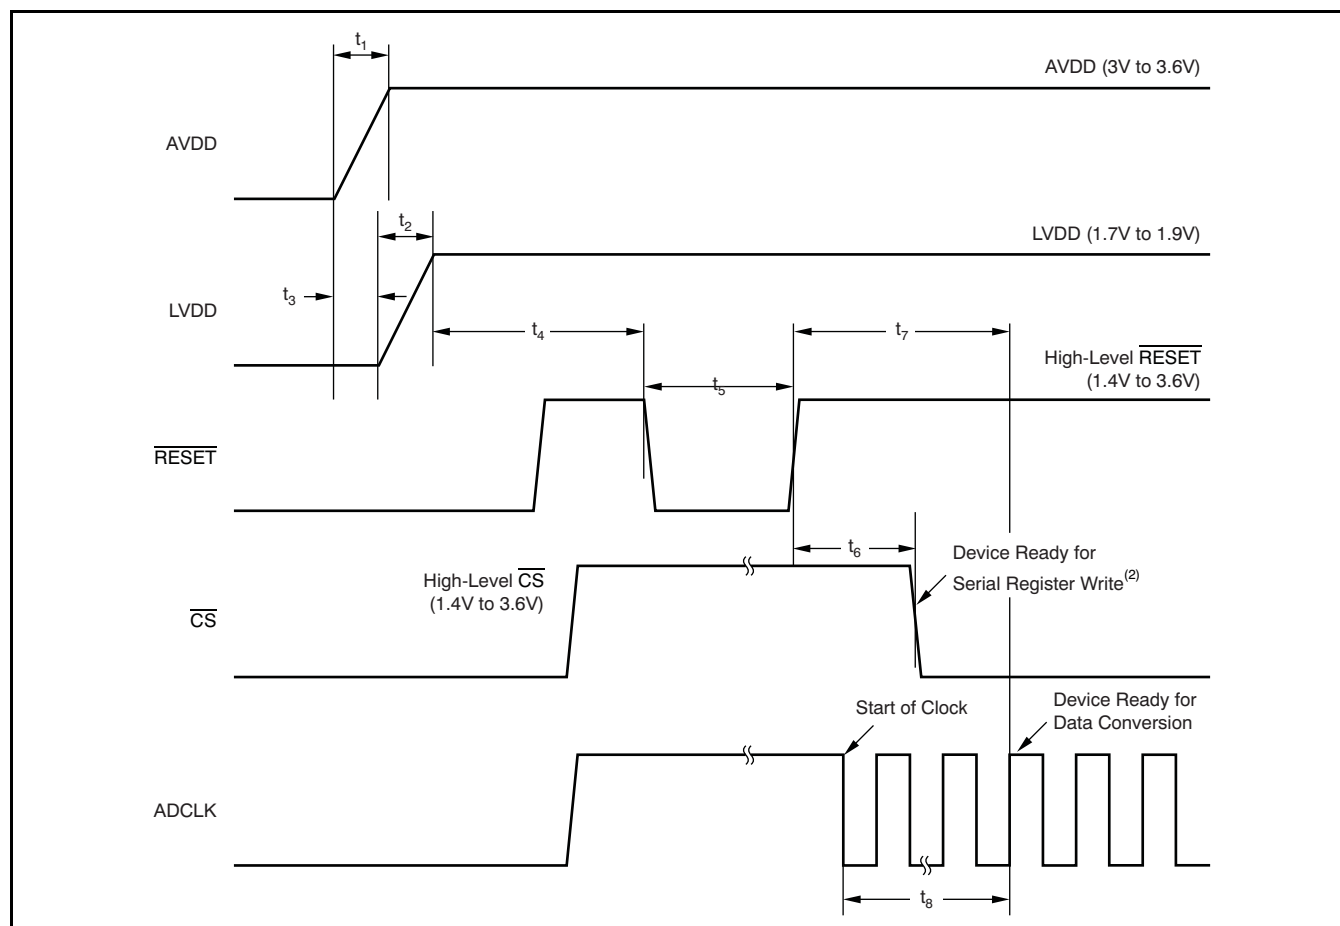 t1
AVDD (3V to 3.6V)
AVDD
t2
LVDD (1.7V to 1.9V)
t3
LVDD
t4
t7
High-Level RESET
(1.4V to 3.6V)
t5
RESET
t6
Device Ready for
Serial Register Write(2)
High-Level CS
(1.4V to 3.6V)
CS
Start of Clock
Device Ready for
Data Conversion
ADCLK
t8